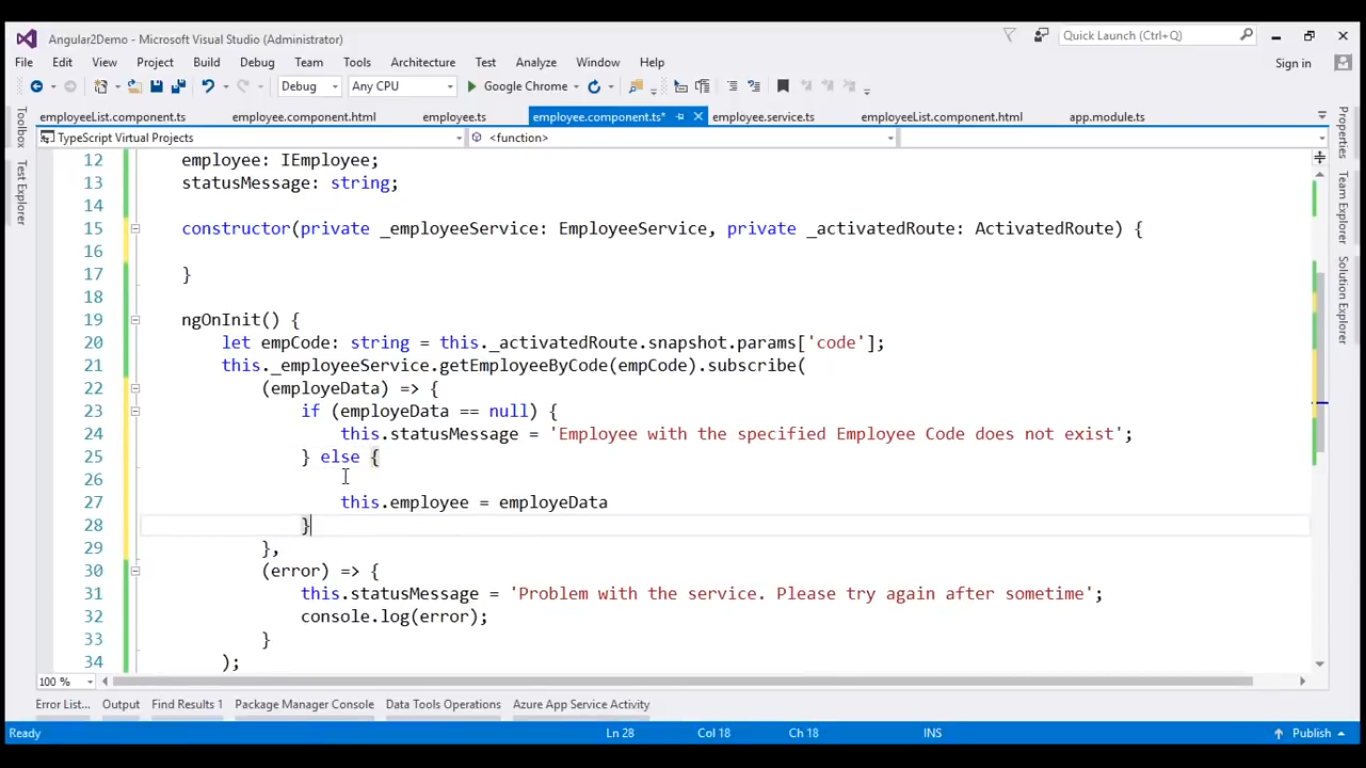 Angular2Demo - Microsoft Visual Studio (Administrator)
Quick Launch (Ctrl+Q)
File Edit View Project Build Debug Team Tools Architecture Test Analyze Window Help
Sign in
Debug Any CPU Google Chrome
employeeList.component.ts employee.component.html employee.ts employee.component.ts* employee.service.ts employeeList.component.html app.module.ts
TypeScript Virtual Projects <function>
Toolbox
Test Explorer
12 employee: IEmployee;
13 statusMessage: string;
14
15 constructor(private _employeeService: EmployeeService, private _activatedRoute: ActivatedRoute) {
16
17 }
18
19 ngOnInit() {
20 let empCode: string = this._activatedRoute.snapshot.params['code'];
21 this._employeeService.getEmployeeByCode(empCode).subscribe(
22 (employeData) => {
23 if (employeData == null) {
24 this.statusMessage = 'Employee with the specified Employee Code does not exist';
25 } else {
26
27 this.employee = employeData
28 }
29 },
30 (error) => {
31 this.statusMessage = 'Problem with the service. Please try again after sometime';
32 console.log(error);
33 }
34 );
Properties
Team Explorer
Solution Explorer
100 %
Error List... Output Find Results 1 Package Manager Console Data Tools Operations Azure App Service Activity
Ready Ln 28 Col 18 Ch 18 INS Publish